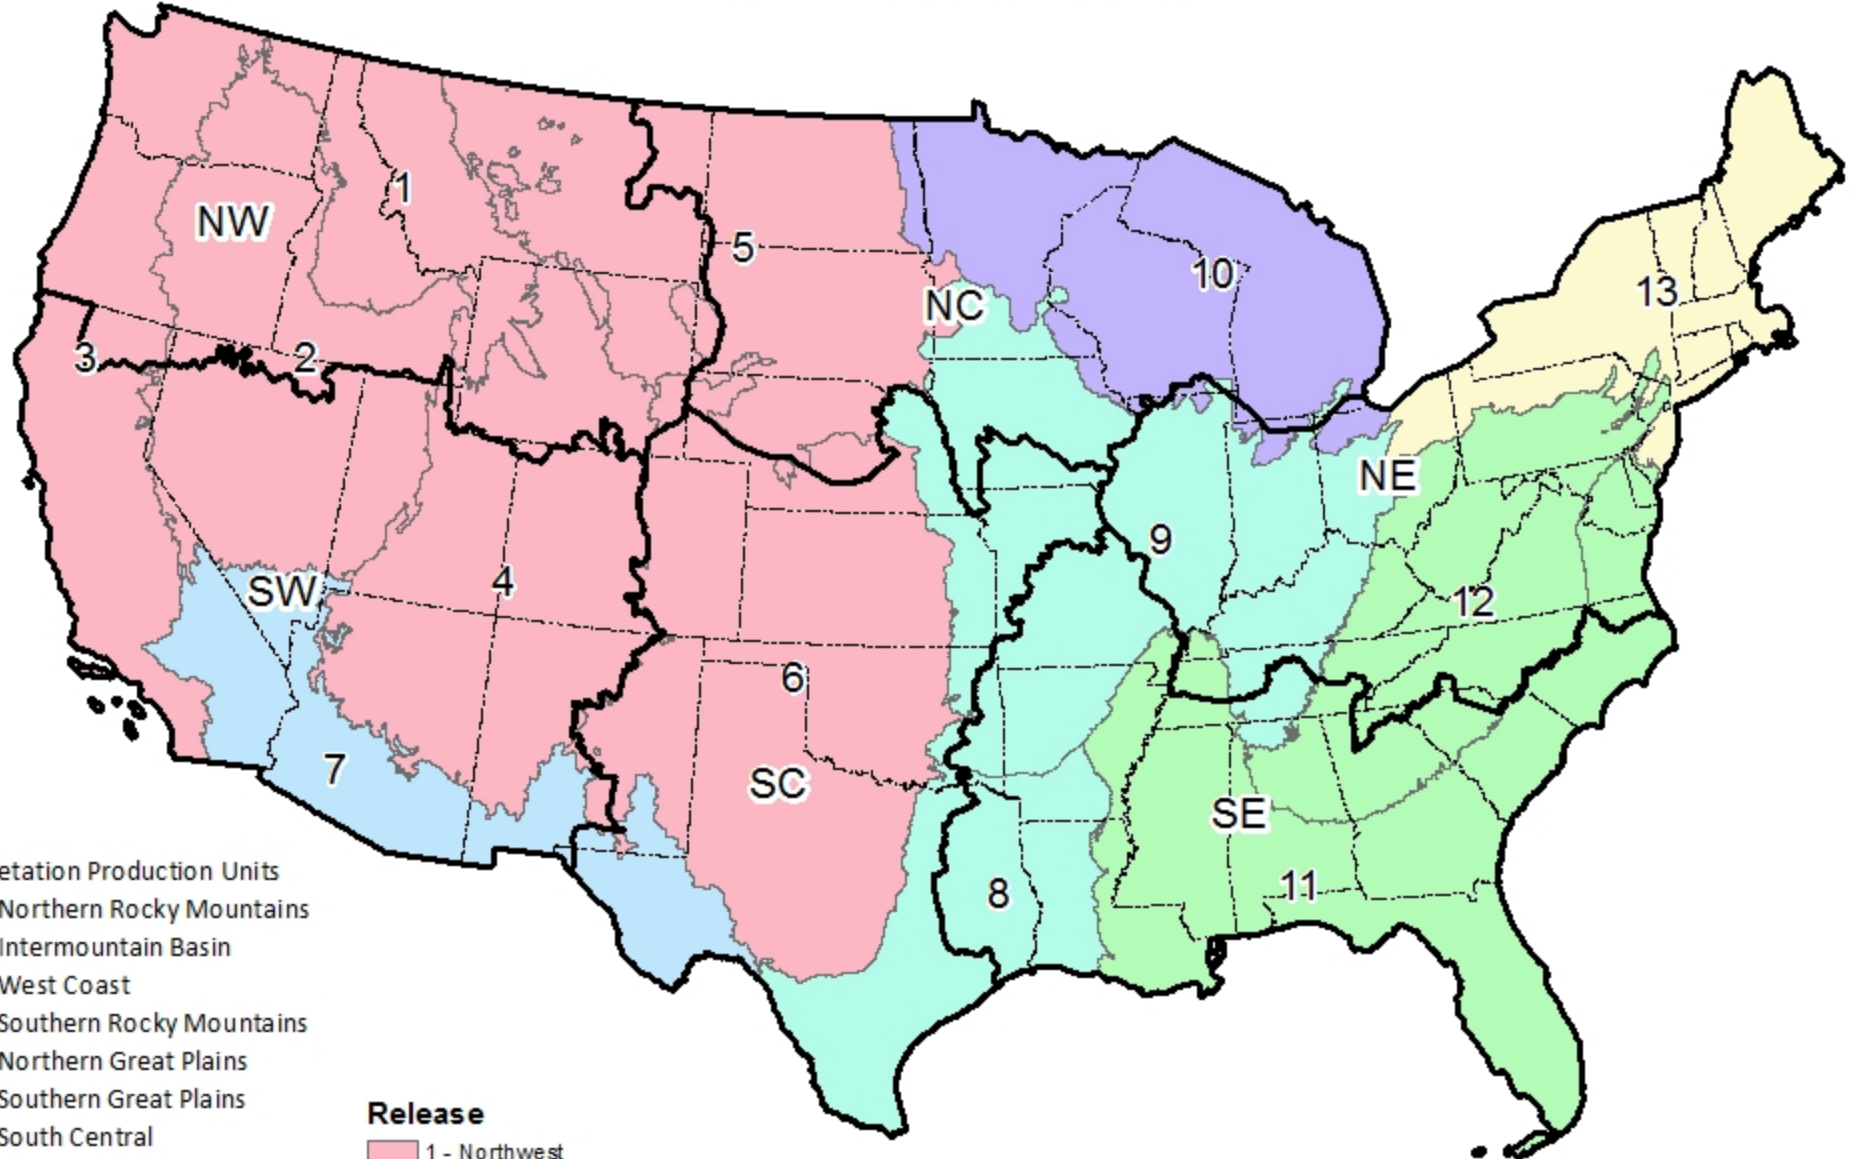 1
NW
5
10
NC
13
3
2
NE
9
SW
4
12
6
7
SC
SE
11
8
etation Production Units
Northern Rocky Mountains
Intermountain Basin
West Coast
Southern Rocky Mountains
Northern Great Plains
Southern Great Plains
South Central
Release
1 - Northwest